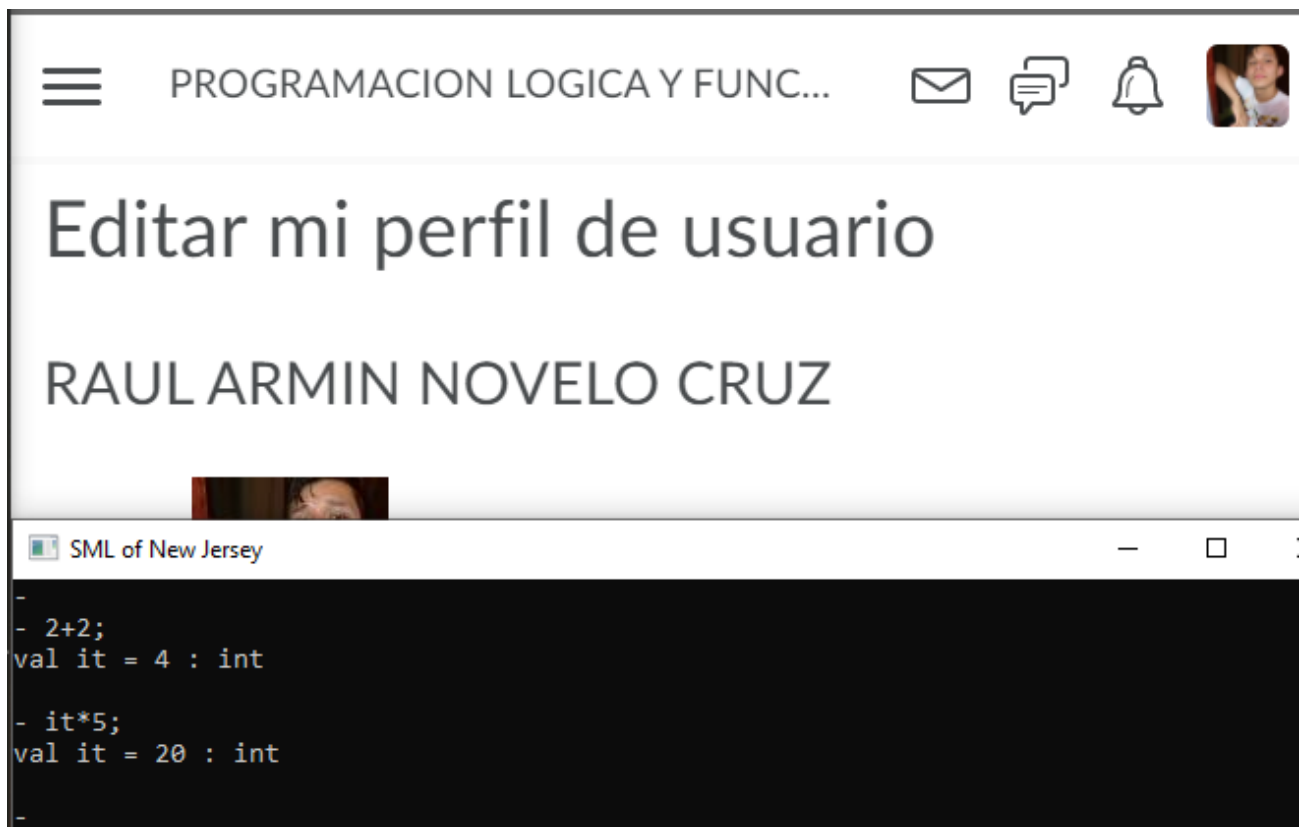 PROGRAMACION LOGICA Y FUNC...
Editar mi perfil de usuario
RAUL ARMIN NOVELO CRUZ
SML of New Jersey
-
- 2+2;
val it = 4 : int
- it*5;
val it = 20 : int
-